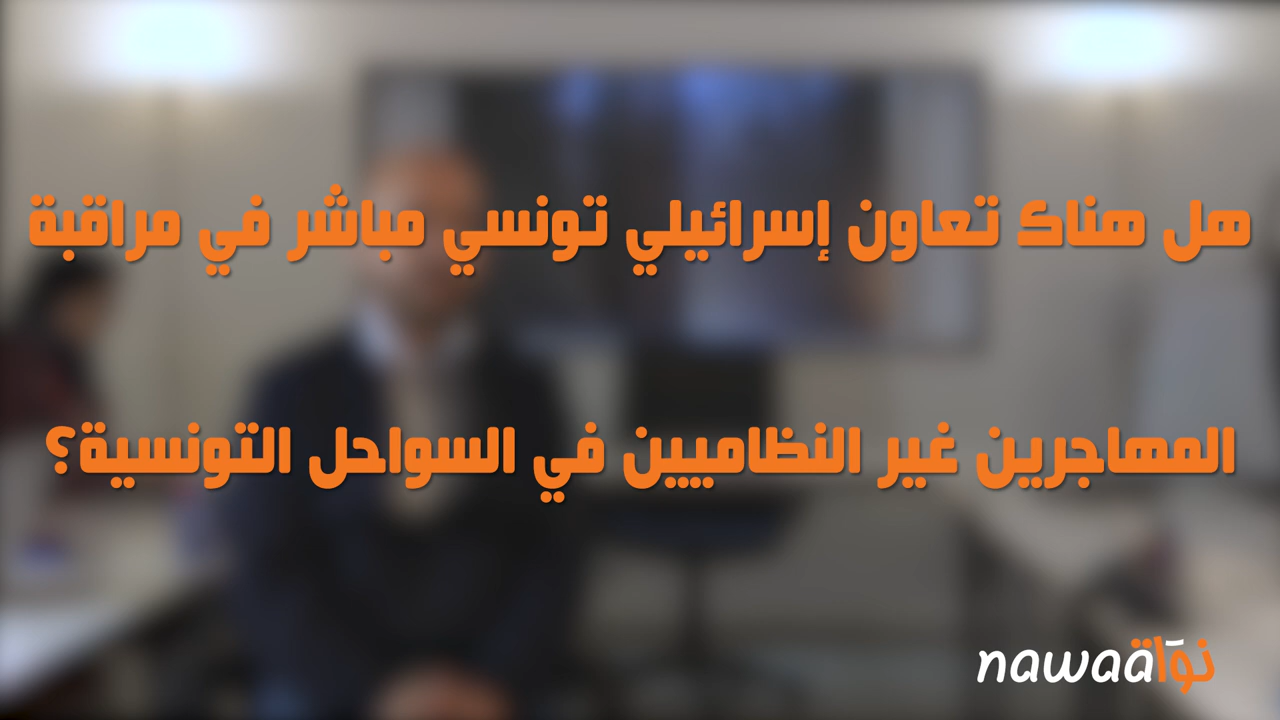 هل هناك تعاون إسرائيلي تونسي مباشر في مراقبة
المهاجرين غير النظاميين في السواحل التونسية؟
nawaaنواة